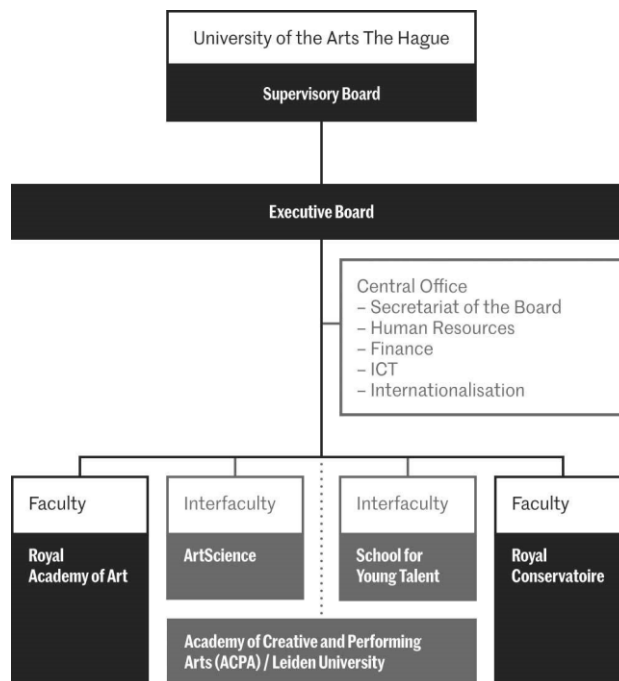 University of the Arts The Hague
Supervisory Board
Executive Board
Central Office
– Secretariat of the Board
– Human Resources
– Finance
– ICT
– Internationalisation
Faculty
Royal
Academy of Art
Interfaculty
ArtScience
Interfaculty
School for
Young Talent
Faculty
Royal
Conservatoire
Academy of Creative and Performing
Arts (ACPA) / Leiden University